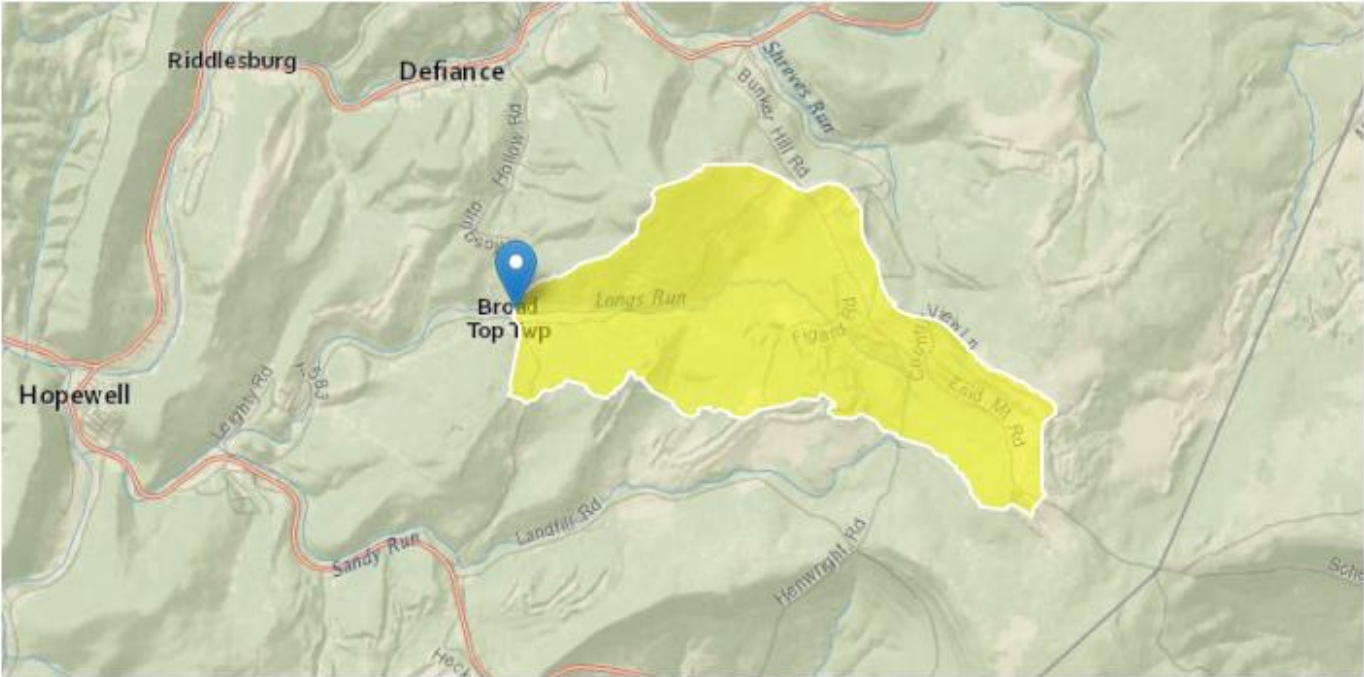 Riddlesburg
Defiance
Shreves Run
Bunker Hill Rd
Hollow Rd
Broad
Top Twp
Longs Run
Figard Rd
View Ln
Enid Mt Rd
Hopewell
Leighty Rd
Landfill Rd
Sandy Run
Henwright Rd